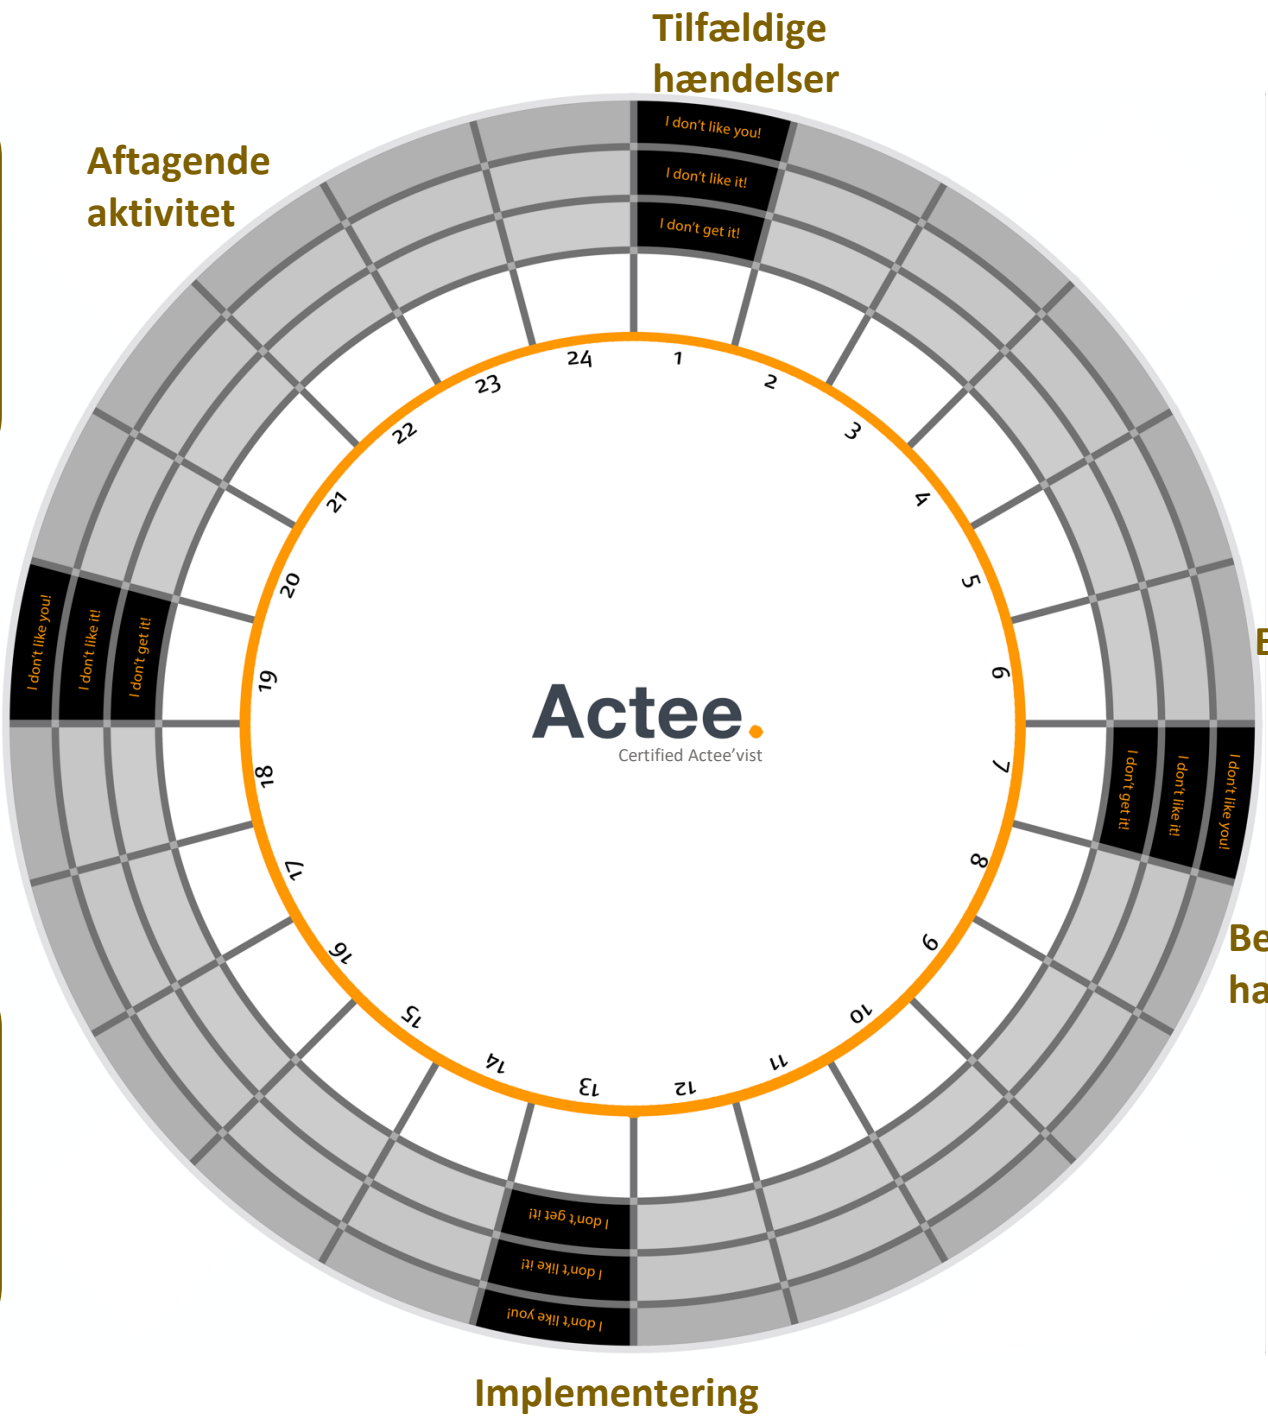 Tilfældige
hændelser
Aftagende
aktivitet
I don't like you!
I don't like it!
I don't get it!
1
2
3
4
5
6
7
8
9
10
11
12
13
14
15
16
17
18
19
20
21
22
23
24
I don't like you!
I don't like it!
I don't get it!
Actee.
Certified Actee'vist
I don't get it!
I don't like it!
I don't like you!
I don't get it!
I don't like it!
I don't like you!
Implementering